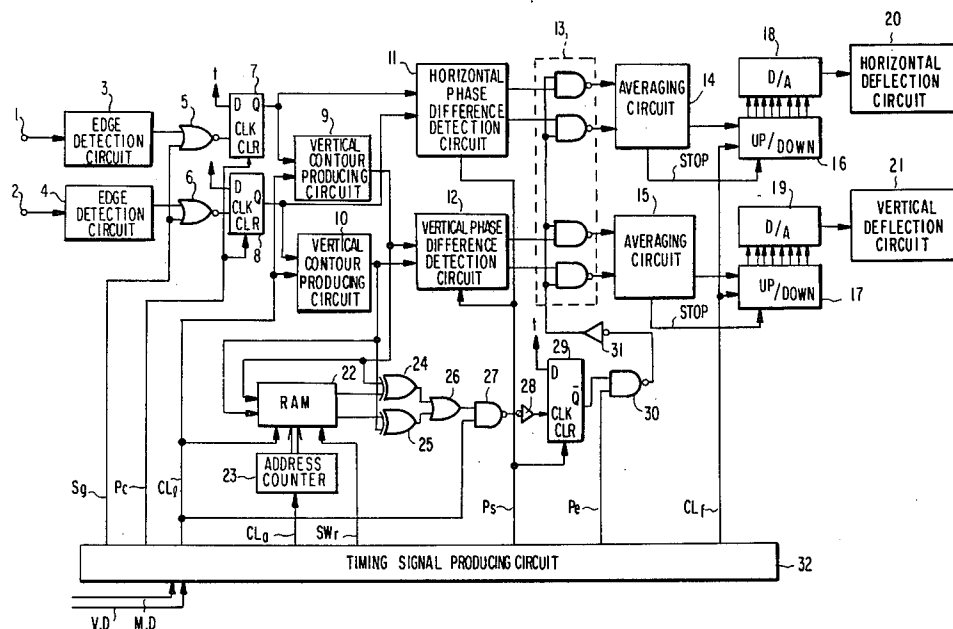 1
3
EDGE
DETECTION
CIRCUIT
5
7
D Q
CLK
CLR
2
4
EDGE
DETECTION
CIRCUIT
6
D Q
CLK
CLR
8
9
VERTICAL
CONTOUR
PRODUCING
CIRCUIT
10
VERTICAL
CONTOUR
PRODUCING
CIRCUIT
11
HORIZONTAL
PHASE
DIFFERENCE
DETECTION
CIRCUIT
12
VERTICAL PHASE
DIFFERENCE
DETECTION
CIRCUIT
13
AVERAGING
CIRCUIT
14
STOP
15
AVERAGING
CIRCUIT
STOP
18
D/A
UP/DOWN
16
19
D/A
UP/DOWN
17
20
HORIZONTAL
DEFLECTION
CIRCUIT
21
VERTICAL
DEFLECTION
CIRCUIT
22
RAM
23
ADDRESS
COUNTER
24
25
26
27
28
29
D
Q̄
CLK
CLR
30
31
Sg
Pc
CLℓ
CLa
SWr
Ps
Pe
CLf
TIMING SIGNAL PRODUCING CIRCUIT
32
V.D
M.D